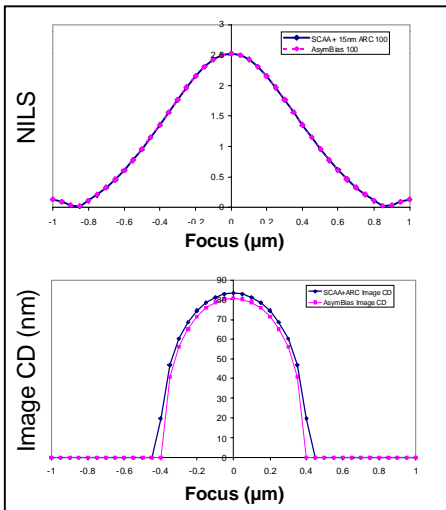 3
2.5
2
1.5
1
0.5
0
NILS
SCAA+ 15nm ARC 100
AsymBias 100
-1 -0.8 -0.6 -0.4 -0.2 0 0.2 0.4 0.6 0.8 1
Focus (µm)
90
80
70
60
50
40
30
20
10
0
Image CD (nm)
SCAA+ARC Image CD
AsymBias Image CD
-1 -0.8 -0.6 -0.4 -0.2 0 0.2 0.4 0.6 0.8 1
Focus (µm)